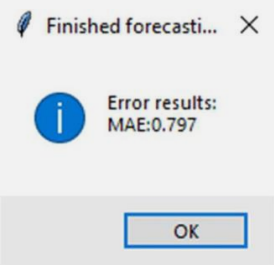 Finished forecasti...
Error results:
MAE:0.797
OK